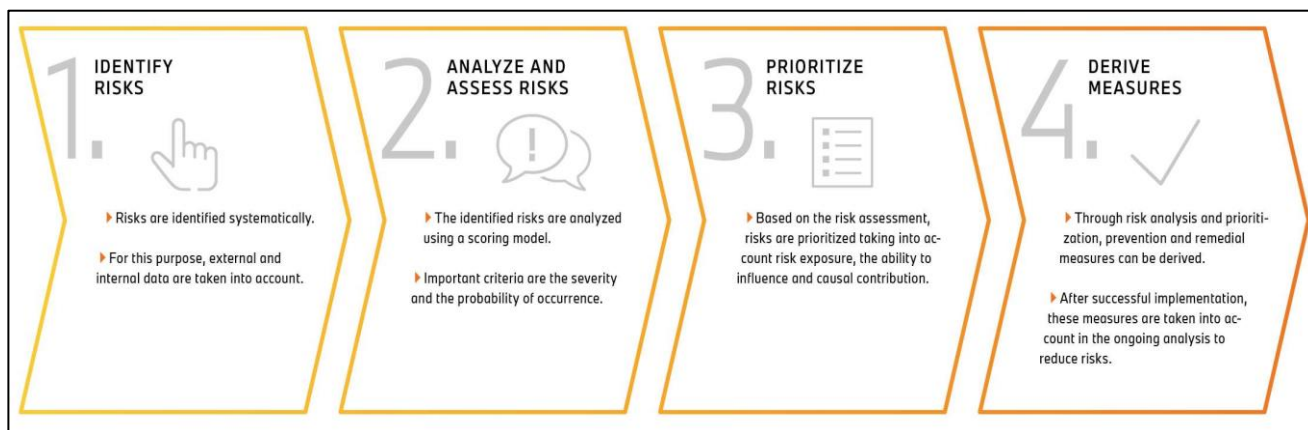 1.
IDENTIFY
RISKS
Risks are identified systematically.
For this purpose, external and
internal data are taken into account.
2.
ANALYZE AND
ASSESS RISKS
!
The identified risks are analyzed
using a scoring model.
Important criteria are the severity
and the probability of occurrence.
3.
PRIORITIZE
RISKS
Based on the risk assessment,
risks are prioritized taking into ac-
count risk exposure, the ability to
influence and causal contribution.
4.
DERIVE
MEASURES
Through risk analysis and prioriti-
zation, prevention and remedial
measures can be derived.
After successful implementation,
these measures are taken into ac-
count in the ongoing analysis to
reduce risks.